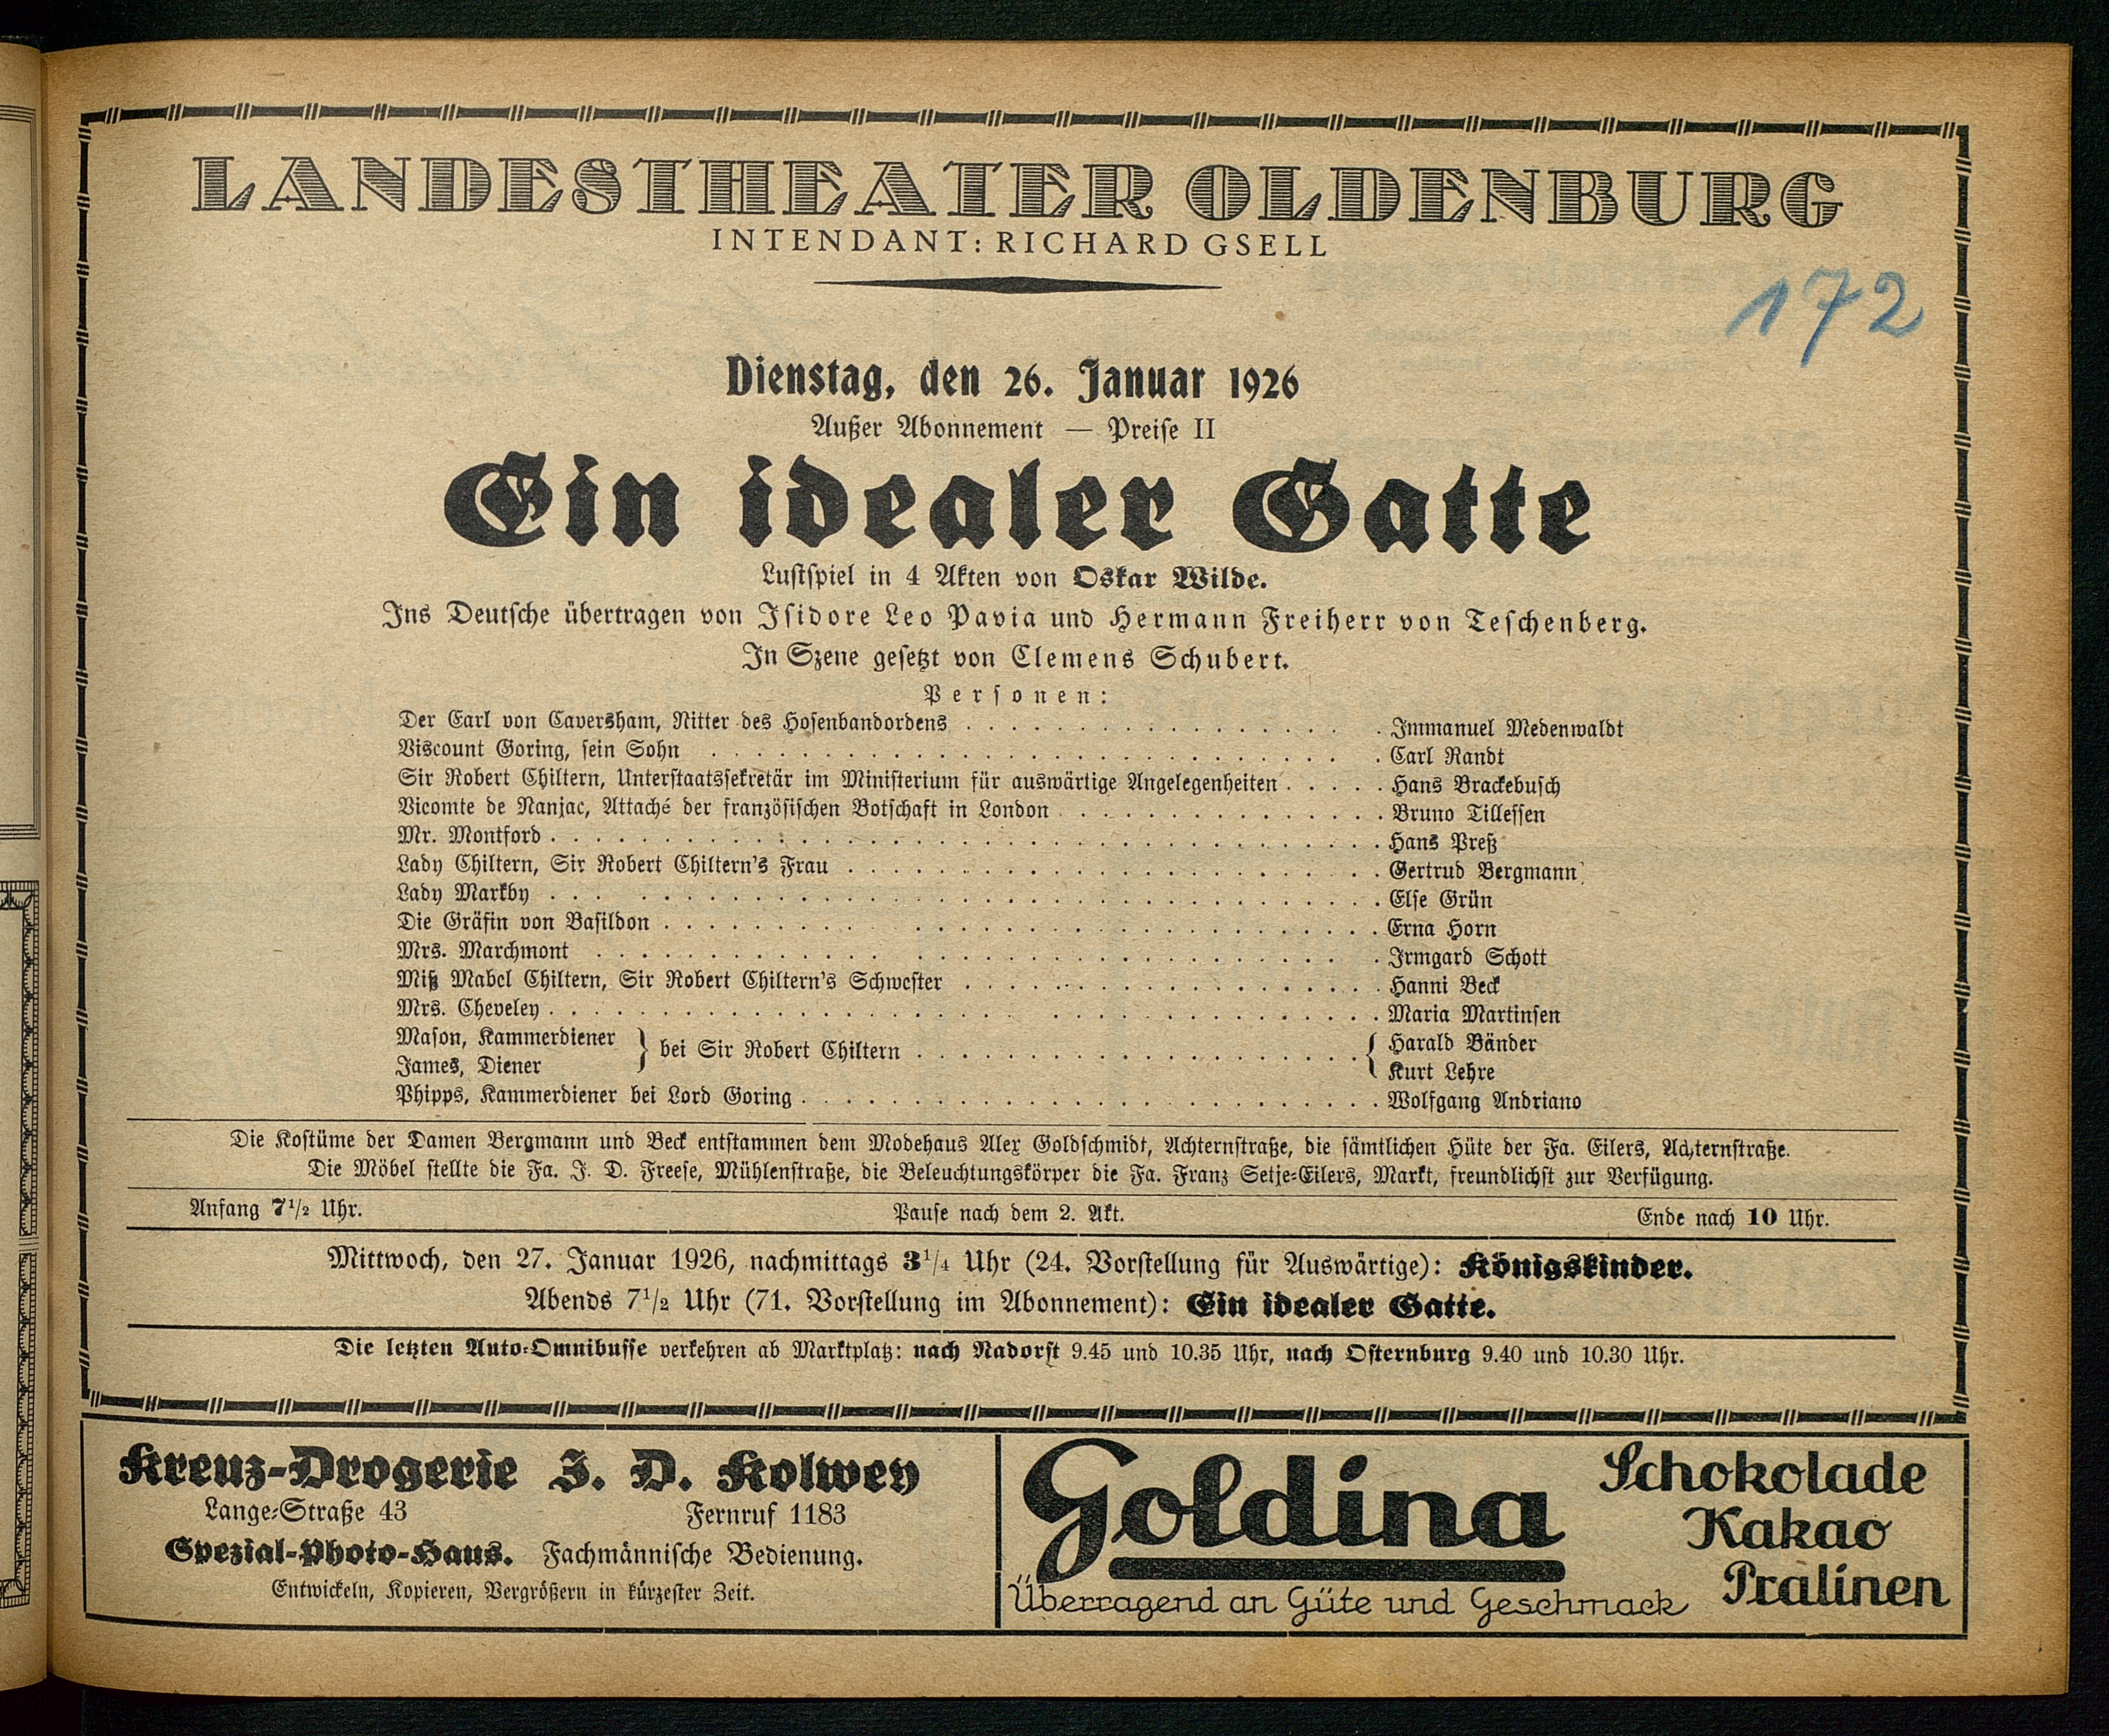 LANDESTHEATER OLDENBURG
INTENDANT: RICHARD GSELL
172
Dienstag, den 26. Januar 1926
Außer Abonnement — Preise II
Ein idealer Gatte
Lustspiel in 4 Akten von Oskar Wilde.
Ins Deutsche übertragen von Isidore Leo Pavia und Hermann Freiherr von Teschenberg.
In Szene gesetzt von Clemens Schubert.
Personen:
Der Earl von Caversham, Ritter des Hosenbandordens . . . . . Immanuel Medenwaldt
Viscount Goring, sein Sohn . . . . . Carl Randt
Sir Robert Chiltern, Unterstaatssekretär im Ministerium für auswärtige Angelegenheiten . . . . . Hans Brackebusch
Vicomte de Nanjac, Attaché der französischen Botschaft in London . . . . . Bruno Tillessen
Mr. Montford . . . . . Hans Preß
Lady Chiltern, Sir Robert Chiltern's Frau . . . . . Gertrud Bergmann
Lady Markby . . . . . Else Grün
Die Gräfin von Basildon . . . . . Erna Horn
Mrs. Marchmont . . . . . Irmgard Schott
Miß Mabel Chiltern, Sir Robert Chiltern's Schwester . . . . . Hanni Beck
Mrs. Cheveley . . . . . Maria Martinsen
Mason, Kammerdiener } bei Sir Robert Chiltern . . . . . { Harald Bänder
James, Diener Kurt Lehre
Phipps, Kammerdiener bei Lord Goring . . . . . Wolfgang Andriano
Die Kostüme der Damen Bergmann und Beck entstammen dem Modehaus Alex Goldschmidt, Achternstraße, die sämtlichen Hüte der Fa. Eilers, Achternstraße.
Die Möbel stellte die Fa. J. D. Freese, Mühlenstraße, die Beleuchtungskörper die Fa. Franz Setje-Eilers, Markt, freundlichst zur Verfügung.
Anfang 7 1/2 Uhr. Pause nach dem 2. Akt. Ende nach 10 Uhr.
Mittwoch, den 27. Januar 1926, nachmittags 3 1/4 Uhr (24. Vorstellung für Auswärtige): Königskinder.
Abends 7 1/2 Uhr (71. Vorstellung im Abonnement): Ein idealer Gatte.
Die letzten Auto-Omnibusse verkehren ab Marktplatz: nach Nadorst 9.45 und 10.35 Uhr, nach Osternburg 9.40 und 10.30 Uhr.
Kreuz-Drogerie J. D. Kolwey
Lange-Straße 43 Fernruf 1183
Spezial-Photo-Haus. Fachmännische Bedienung.
Entwickeln, Kopieren, Vergrößern in kürzester Zeit.
Goldina
Überragend an Güte und Geschmack
Schokolade
Kakao
Pralinen